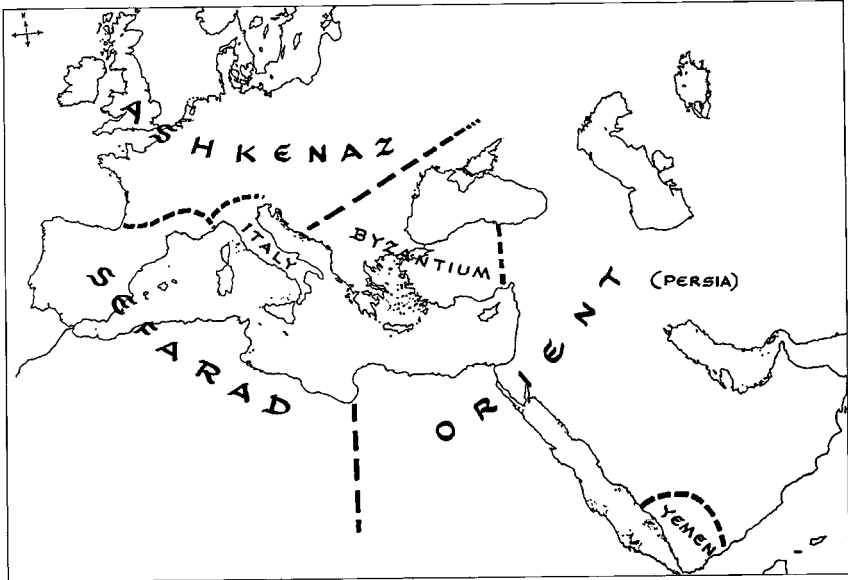 ASHKENAZ
ITALY
BYZANTIUM
SEFARAD
ORIENT
(PERSIA)
YEMEN